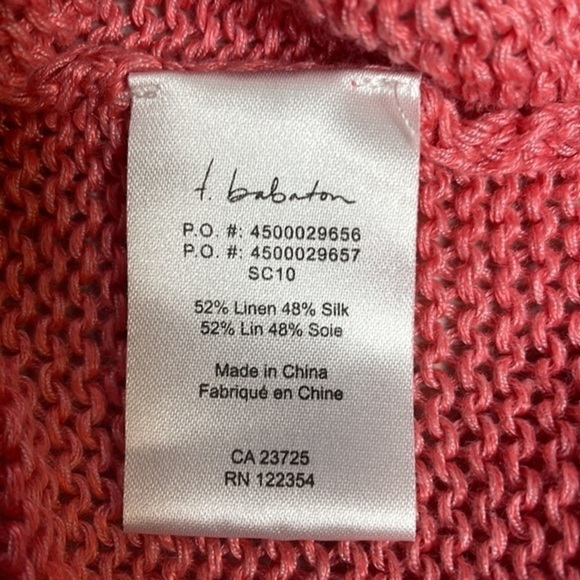 t. babaton
P.O. #: 4500029656
P.O. #: 4500029657
SC10
52% Linen 48% Silk
52% Lin 48% Soie
Made in China
Fabriqué en Chine
CA 23725
RN 122354